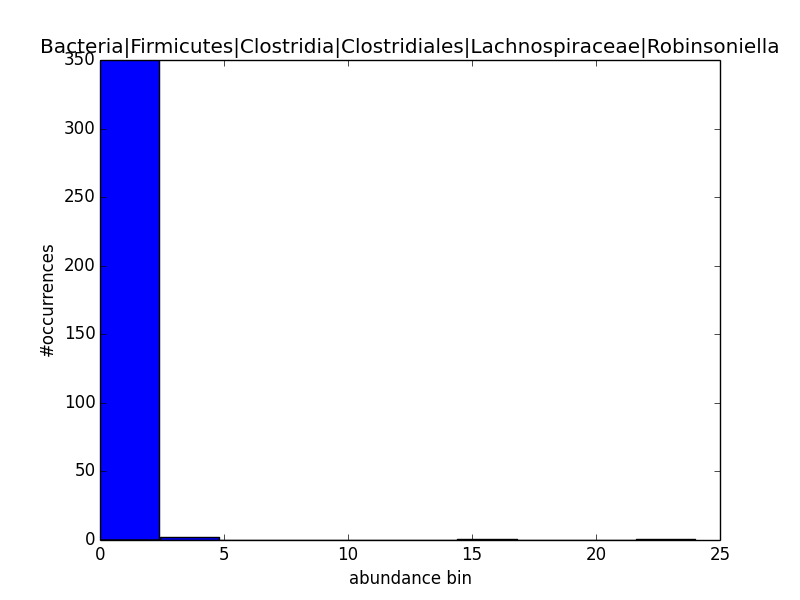 Bacteria|Firmicutes|Clostridia|Clostridiales|Lachnospiraceae|Robinsoniella
350
300
250
200
150
100
50
0
#occurrences
0 5 10 15 20 25
abundance bin